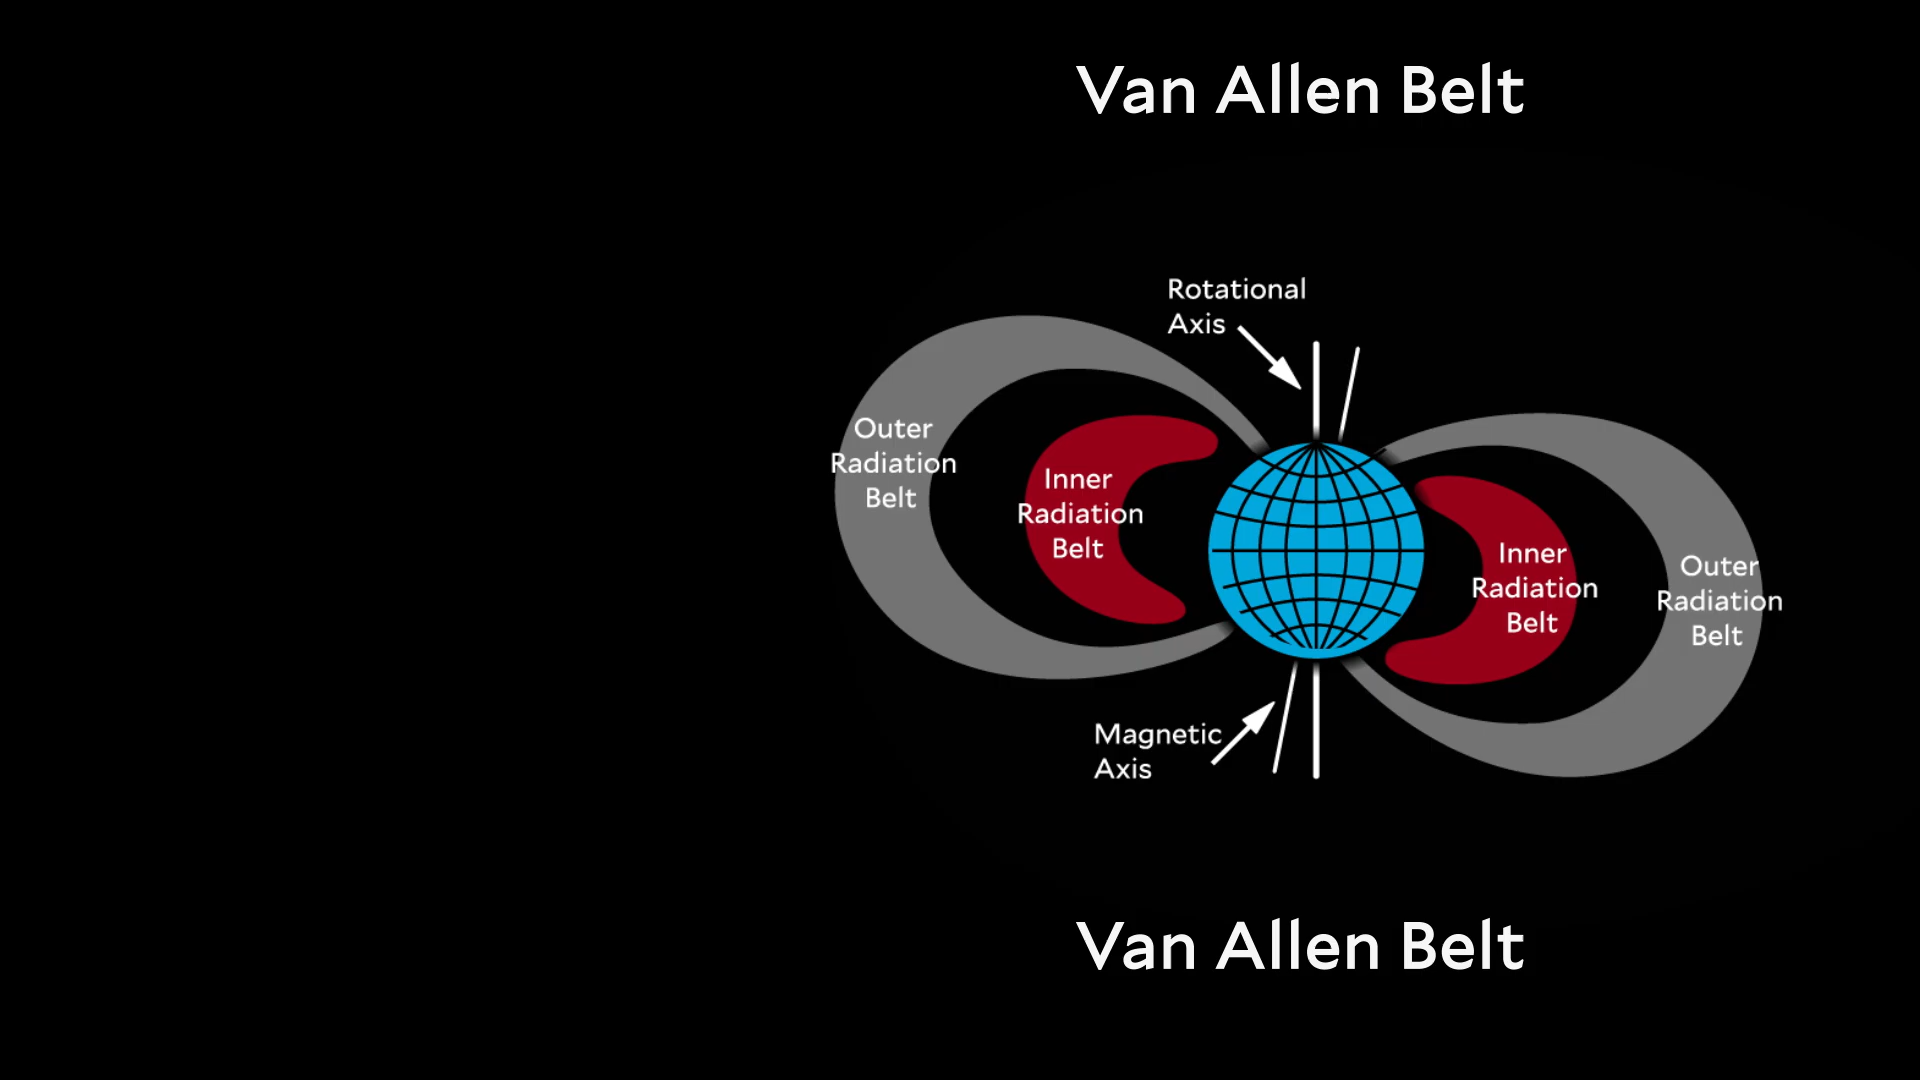 Van Allen Belt
Rotational
Axis
Outer
Radiation
Belt
Inner
Radiation
Belt
Inner
Radiation
Belt
Outer
Radiation
Belt
Magnetic
Axis
Van Allen Belt